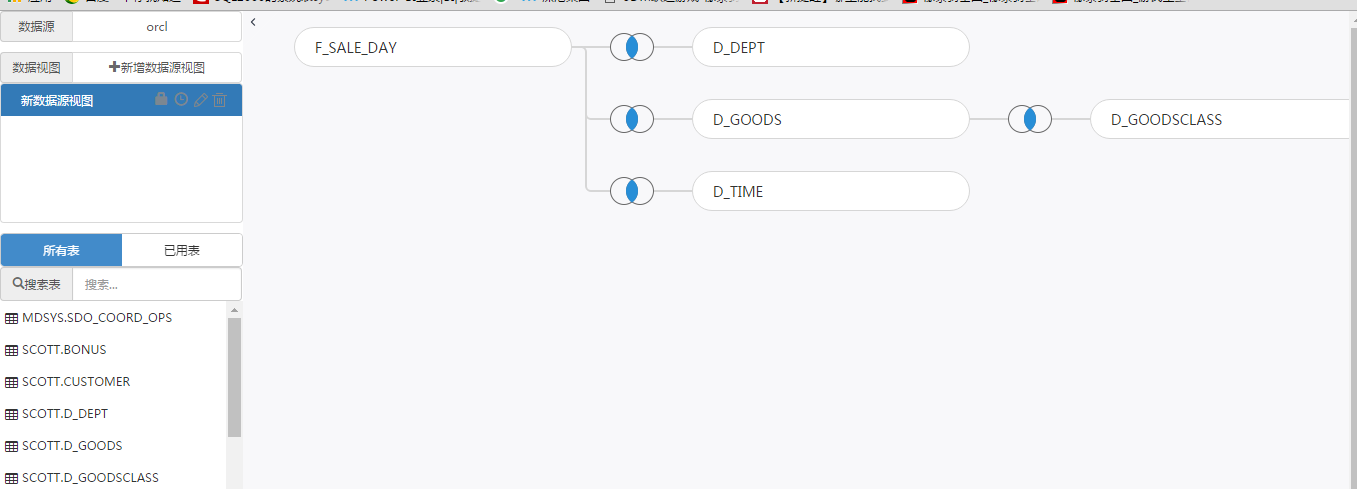 数据源
orcl
数据视图
新增数据源视图
新数据源视图
所有表
已用表
搜索表
搜索...
MDSYS.SDO_COORD_OPS
SCOTT.BONUS
SCOTT.CUSTOMER
SCOTT.D_DEPT
SCOTT.D_GOODS
SCOTT.D_GOODSCLASS
F_SALE_DAY
D_DEPT
D_GOODS
D_GOODSCLASS
D_TIME